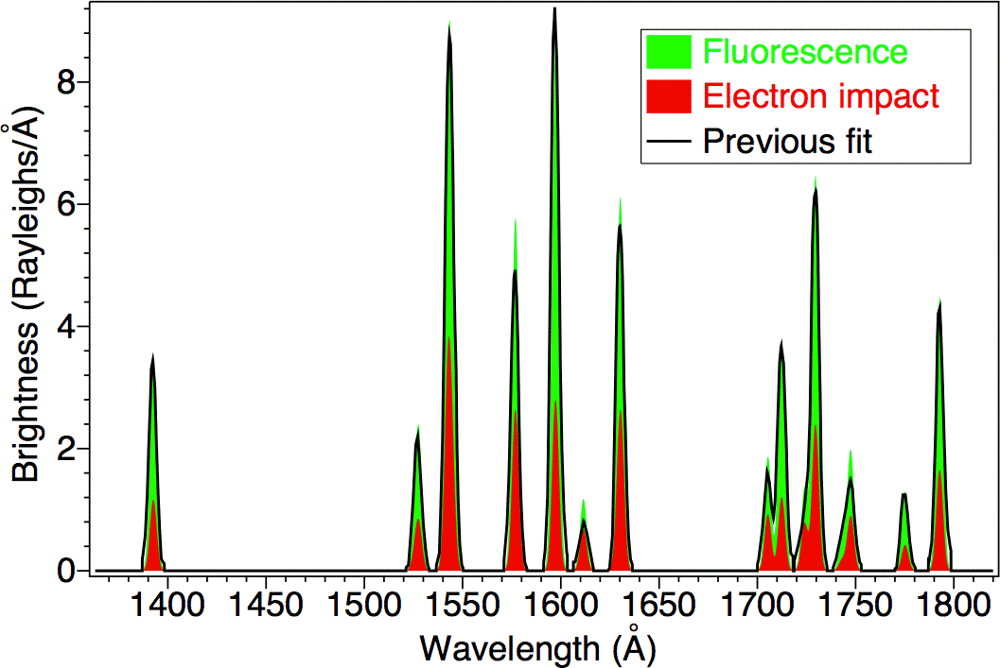 Fluorescence
Electron impact
Previous fit
8
6
4
2
0
Brightness (Rayleighs/Å)
1400 1450 1500 1550 1600 1650 1700 1750 1800
Wavelength (Å)